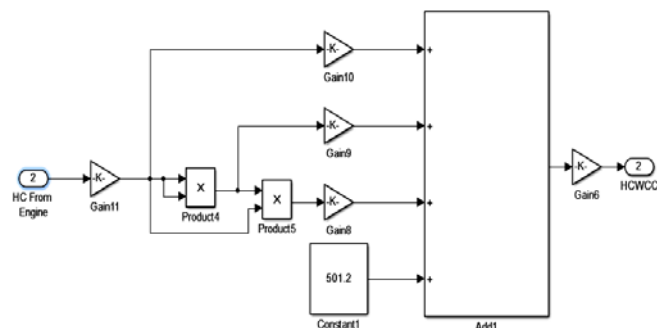 -K-
Gain10
+
-K-
Gain9
+
2
HC From
Engine
-K-
Gain11
X
Product4
X
Product5
-K-
Gain8
+
501.2
Constant1
+
Add1
-K-
Gain6
2
HCWCC